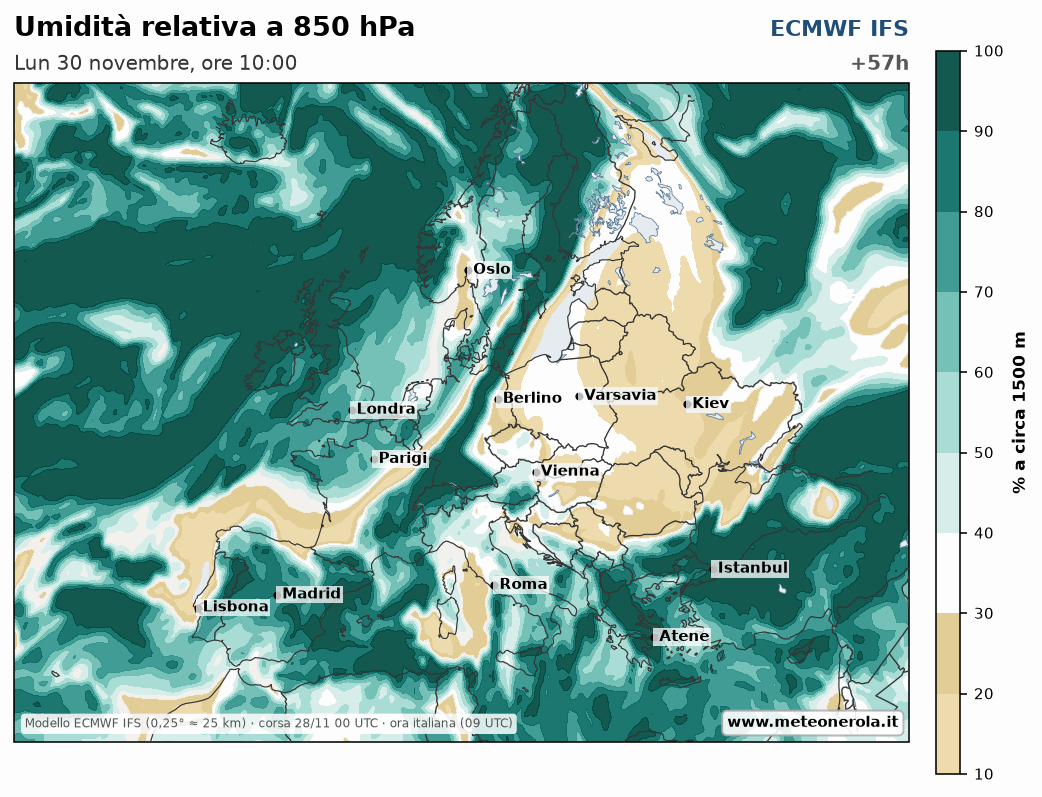 Umidità relativa a 850 hPa
ECMWF IFS
Lun 30 novembre, ore 10:00
+57h
100
90
80
70
60
50
40
30
20
10
% a circa 1500 m
Oslo
Londra
Berlino
Varsavia
Kiev
Parigi
Vienna
Istanbul
Roma
Madrid
Lisbona
Atene
Modello ECMWF IFS (0,25° ≈ 25 km) · corsa 28/11 00 UTC · ora italiana (09 UTC)
www.meteonerola.it